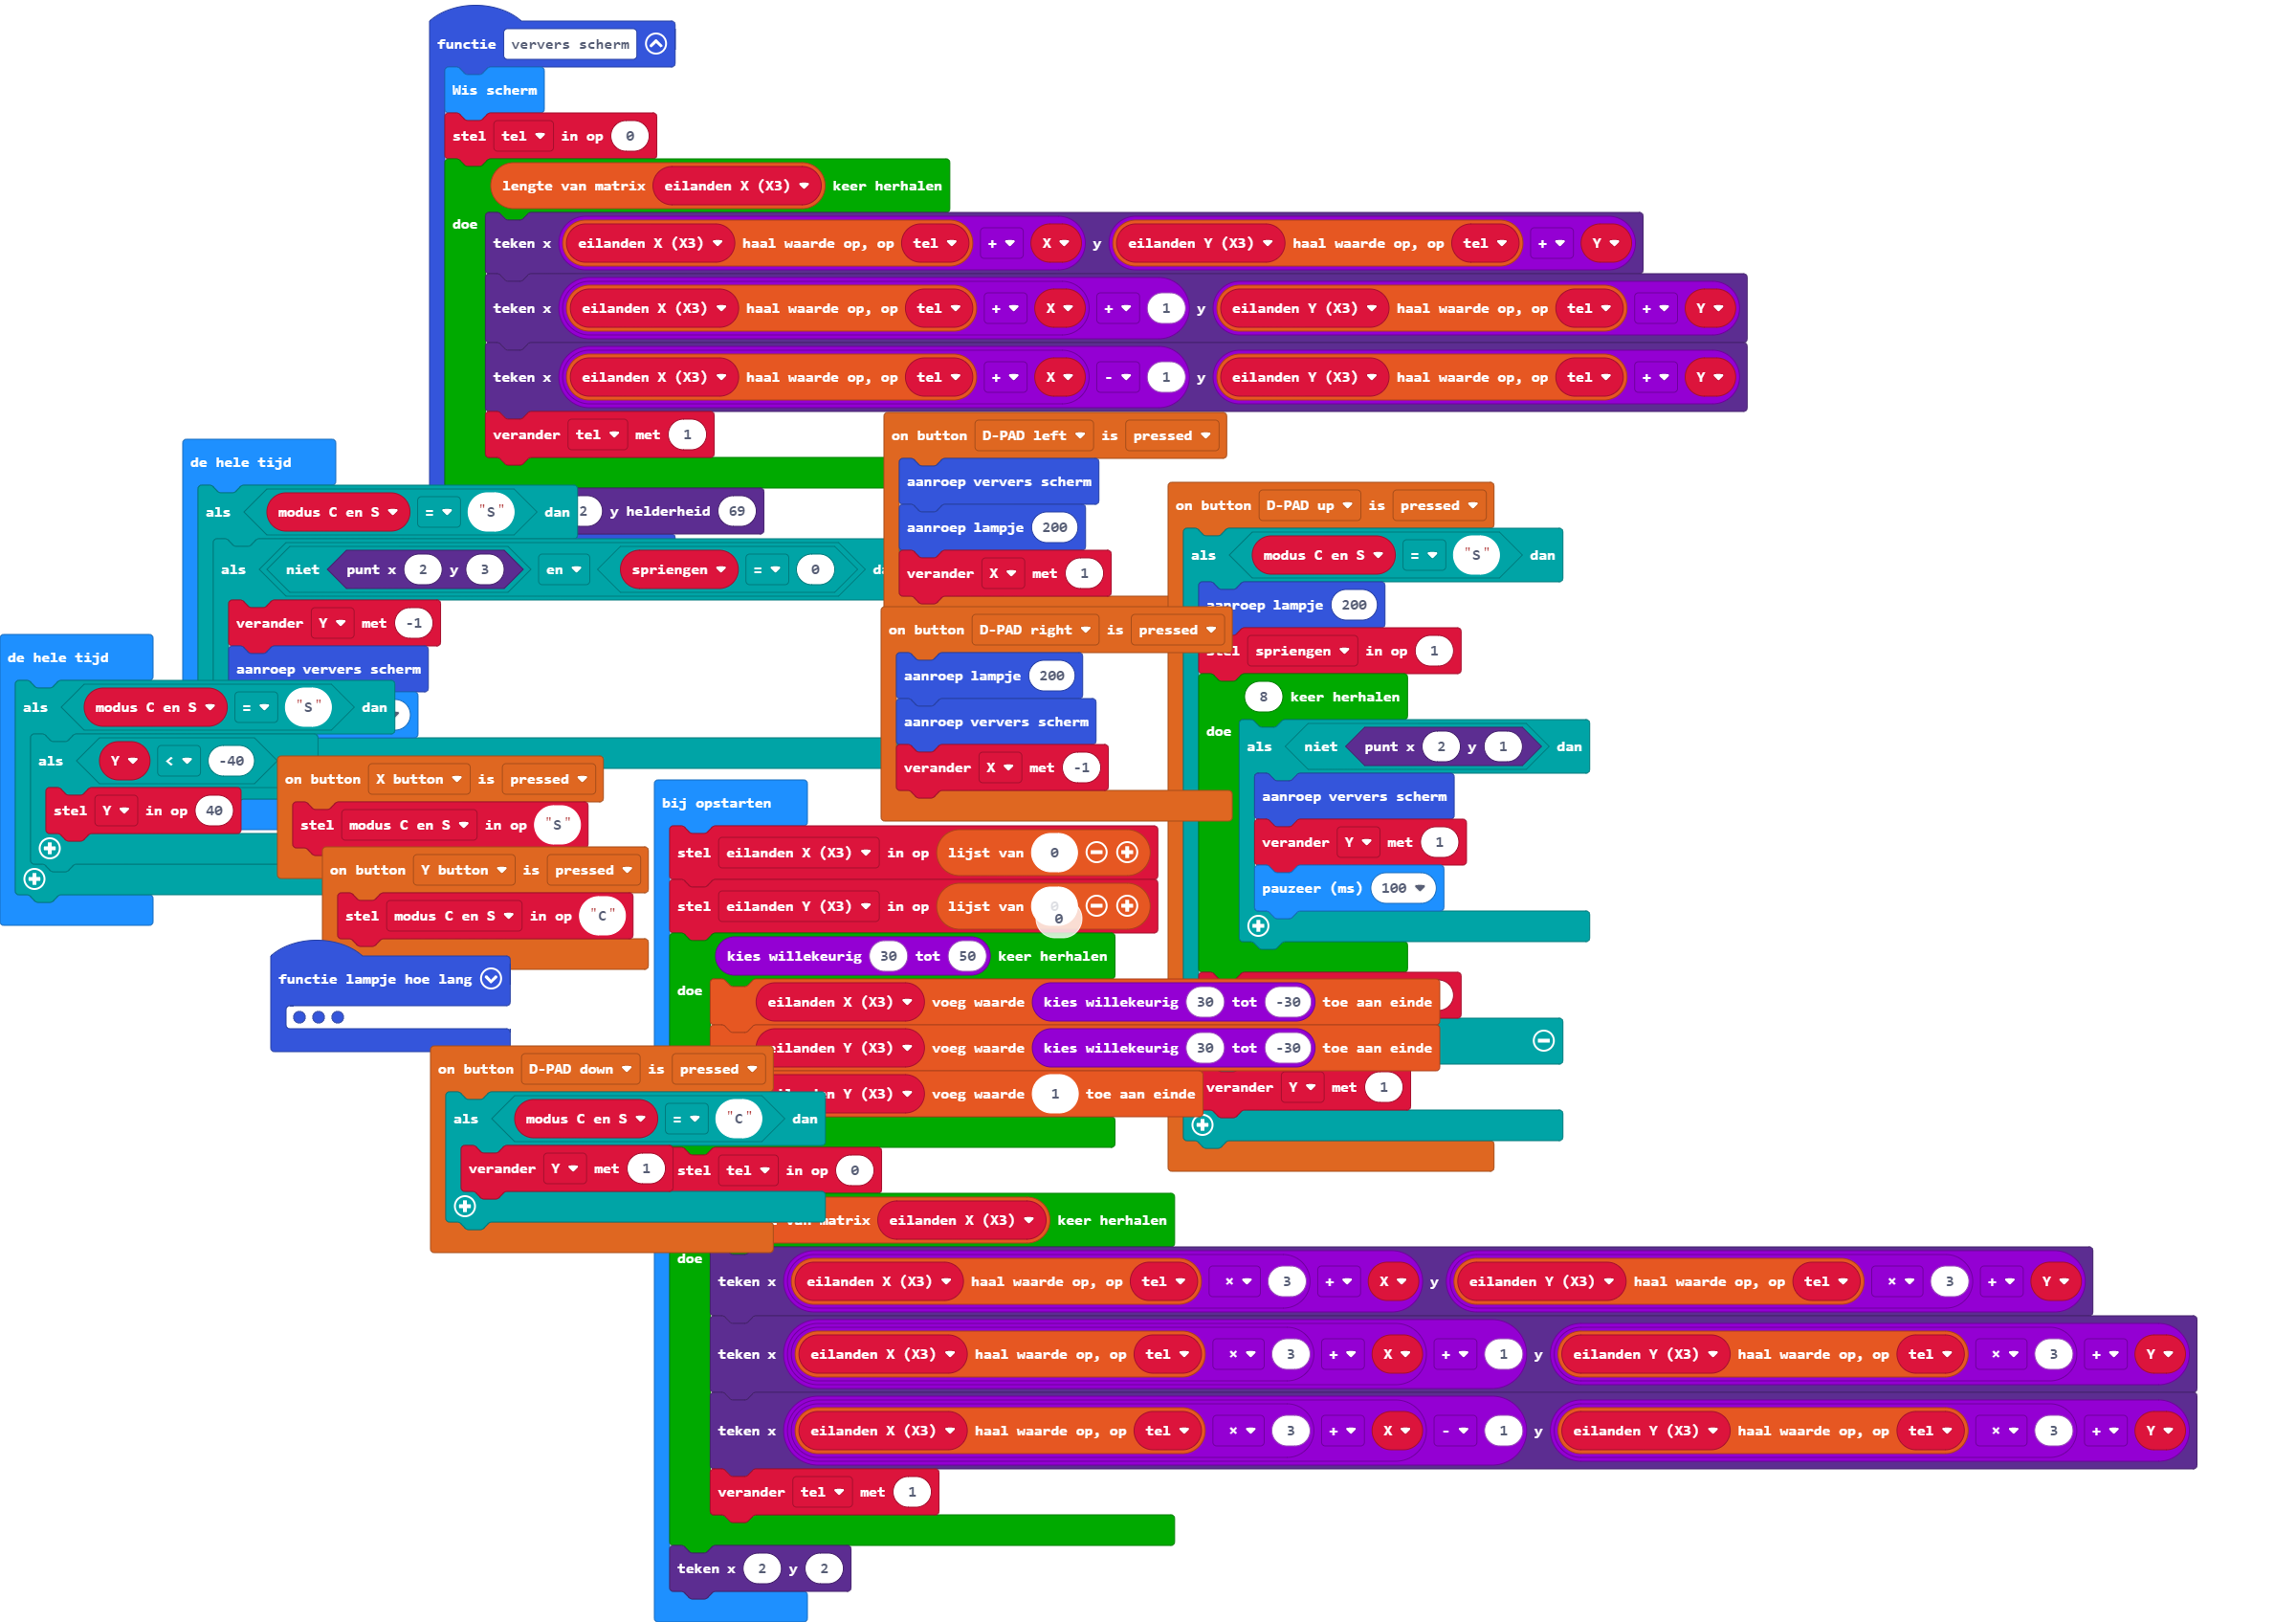 functie ververs scherm
Wis scherm
stel tel in op 0
lengte van matrix eilanden X (X3) keer herhalen
doe
teken x eilanden X (X3) haal waarde op, op tel + X y eilanden Y (X3) haal waarde op, op tel + Y
teken x eilanden X (X3) haal waarde op, op tel + X + 1 y eilanden Y (X3) haal waarde op, op tel + Y
teken x eilanden X (X3) haal waarde op, op tel + X - 1 y eilanden Y (X3) haal waarde op, op tel + Y
verander tel met 1
2 y helderheid 69
de hele tijd
als modus C en S = "S" dan
als niet punt x 2 y 3 en spriengen = 0
verander Y met -1
aanroep ververs scherm
de hele tijd
als modus C en S = "S" dan
als Y < -40
stel Y in op 40
on button D-PAD left is pressed
aanroep ververs scherm
aanroep lampje 200
verander X met 1
on button D-PAD right is pressed
aanroep lampje 200
aanroep ververs scherm
verander X met -1
on button D-PAD up is pressed
als modus C en S = "S" dan
aanroep lampje 200
stel spriengen in op 1
8 keer herhalen
doe
als niet punt x 2 y 1 dan
aanroep ververs scherm
verander Y met 1
pauzeer (ms) 100
verander Y met 1
on button X button is pressed
stel modus C en S in op "S"
on button Y button is pressed
stel modus C en S in op "C"
functie lampje hoe lang
on button D-PAD down is pressed
als modus C en S = "C" dan
verander Y met 1
bij opstarten
stel eilanden X (X3) in op lijst van 0
stel eilanden Y (X3) in op lijst van 0
0
kies willekeurig 30 tot 50 keer herhalen
doe
eilanden X (X3) voeg waarde kies willekeurig 30 tot -30 toe aan einde
eilanden Y (X3) voeg waarde kies willekeurig 30 tot -30 toe aan einde
eilanden Y (X3) voeg waarde 1 toe aan einde
stel tel in op 0
van matrix eilanden X (X3) keer herhalen
doe
teken x eilanden X (X3) haal waarde op, op tel × 3 + X y eilanden Y (X3) haal waarde op, op tel × 3 + Y
teken x eilanden X (X3) haal waarde op, op tel × 3 + X + 1 y eilanden Y (X3) haal waarde op, op tel × 3 + Y
teken x eilanden X (X3) haal waarde op, op tel × 3 + X - 1 y eilanden Y (X3) haal waarde op, op tel × 3 + Y
verander tel met 1
teken x 2 y 2